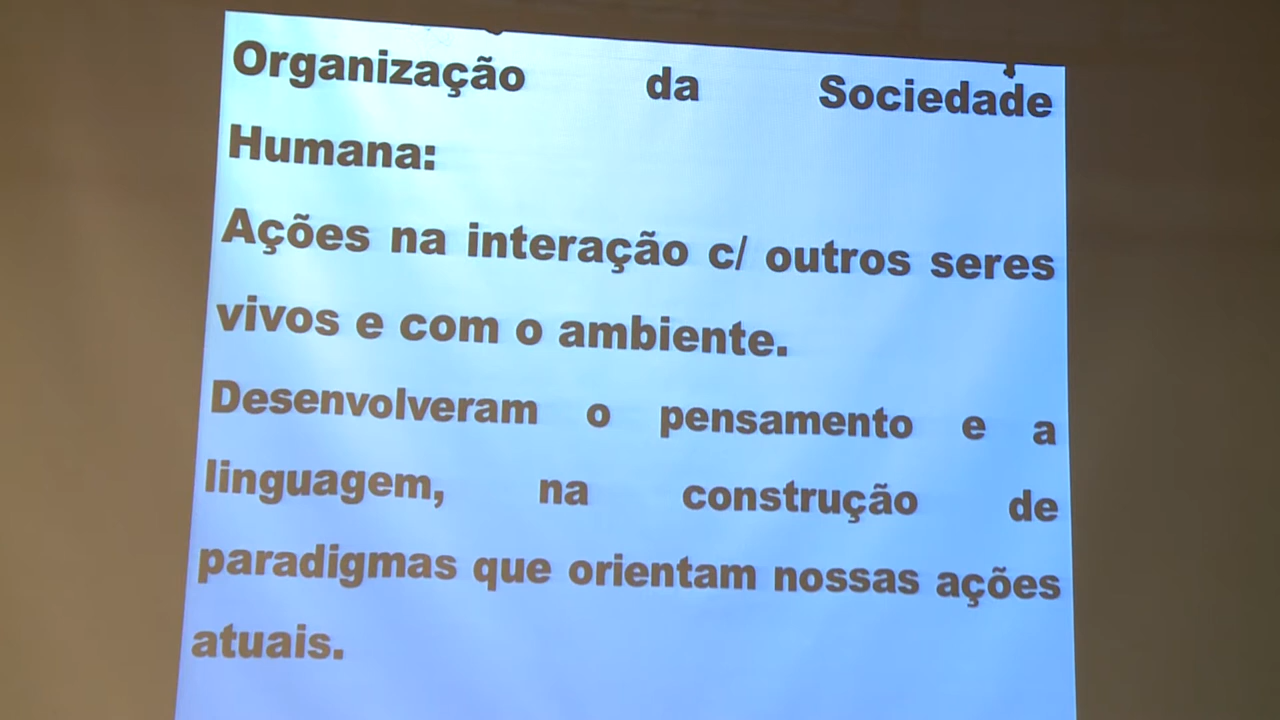 Organização da Sociedade
Humana:
Ações na interação c/ outros seres
vivos e com o ambiente.
Desenvolveram o pensamento e a
linguagem, na construção de
paradigmas que orientam nossas ações
atuais.